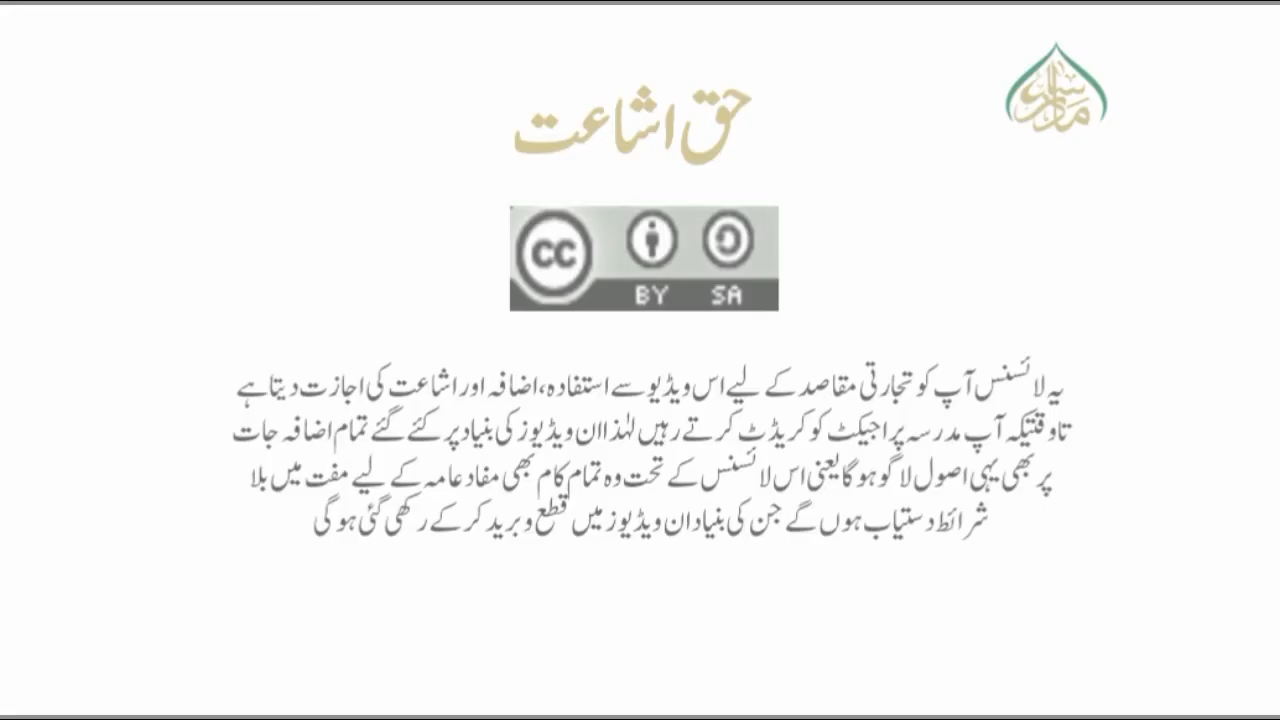 حق اشاعت
مدرسہ
CC
BY SA
یہ لائسنس آپ کو تجارتی مقاصد کے لیے اس ویڈیو سے استفادہ، اضافہ اور اشاعت کی اجازت دیتا ہے
تاوقتیکہ آپ مدرسہ پراجیکٹ کو کریڈٹ کرتے رہیں لہٰذا ان ویڈیوز کی بنیاد پر کئے گئے تمام اضافہ جات
پر بھی یہی اصول لاگو ہوگا یعنی اس لائسنس کے تحت وہ تمام کام بھی مفاد عامہ کے لیے مفت میں بلا
شرائط دستیاب ہوں گے جن کی بنیاد ان ویڈیوز میں قطع و برید کر کے رکھی گئی ہوگی